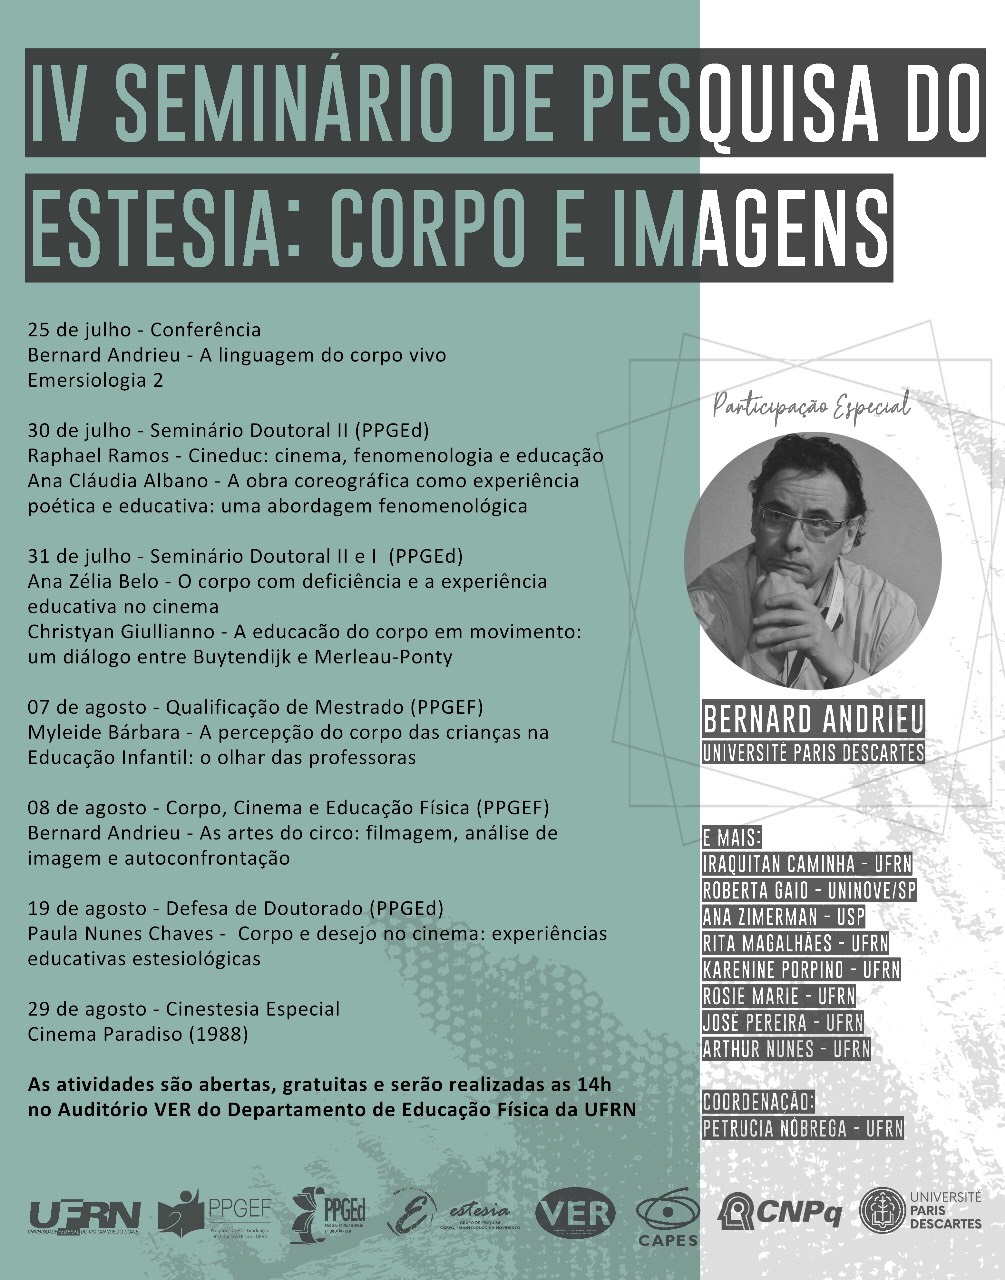 IV SEMINÁRIO DE PESQUISA DO
ESTESIA: CORPO E IMAGENS
25 de julho - Conferência
Bernard Andrieu - A linguagem do corpo vivo
Emersiologia 2
30 de julho - Seminário Doutoral II (PPGEd)
Raphael Ramos - Cineduc: cinema, fenomenologia e educação
Ana Cláudia Albano - A obra coreográfica como experiência
poética e educativa: uma abordagem fenomenológica
31 de julho - Seminário Doutoral II e I (PPGEd)
Ana Zélia Belo - O corpo com deficiência e a experiência
educativa no cinema
Christyan Giullianno - A educacão do corpo em movimento:
um diálogo entre Buytendijk e Merleau-Ponty
07 de agosto - Qualificação de Mestrado (PPGEF)
Myleide Bárbara - A percepção do corpo das crianças na
Educação Infantil: o olhar das professoras
08 de agosto - Corpo, Cinema e Educação Física (PPGEF)
Bernard Andrieu - As artes do circo: filmagem, análise de
imagem e autoconfrontação
19 de agosto - Defesa de Doutorado (PPGEd)
Paula Nunes Chaves - Corpo e desejo no cinema: experiências
educativas estesiológicas
29 de agosto - Cinestesia Especial
Cinema Paradiso (1988)
As atividades são abertas, gratuitas e serão realizadas as 14h
no Auditório VER do Departamento de Educação Física da UFRN
Participação Especial
BERNARD ANDRIEU
UNIVERSITÉ PARIS DESCARTES
E MAIS:
IRAQUITAN CAMINHA - UFRN
ROBERTA GAIO - UNINOVE/SP
ANA ZIMERMAN - USP
RITA MAGALHÃES - UFRN
KARENINE PORPINO - UFRN
ROSIE MARIE - UFRN
JOSÉ PEREIRA - UFRN
ARTHUR NUNES - UFRN
COORDENAÇÃO:
PETRUCIA NÓBREGA - UFRN
UFRN
PPGEF
PPGEd
estesia
VER
CAPES
CNPq
UNIVERSITÉ
PARIS
DESCARTES